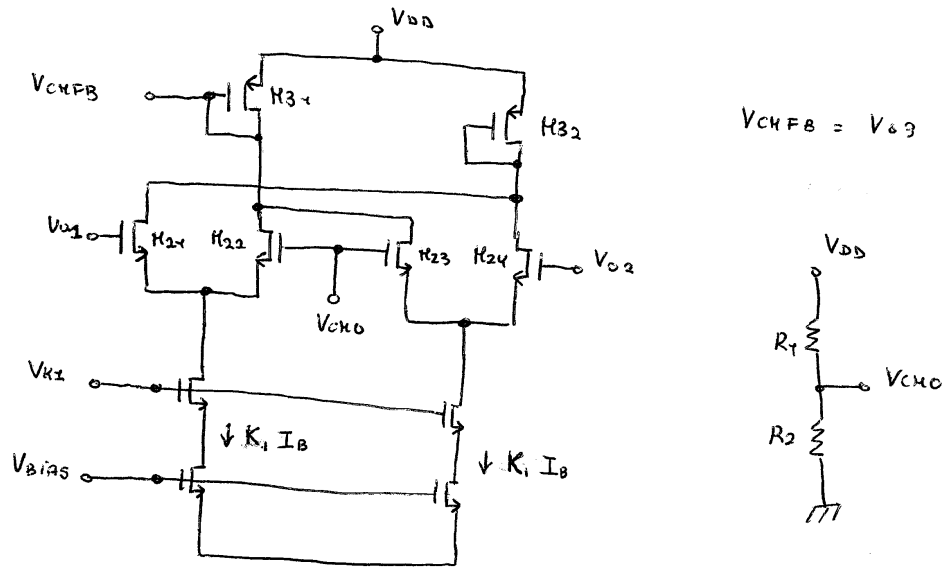 VDD
VCMFB
M31
M32
VCMFB = VO3
VO1
M21
M22
M23
M24
VO2
VCMO
VDD
R1
VCMO
R2
VK1
↓ K1 IB
↓ K1 IB
VBIAS